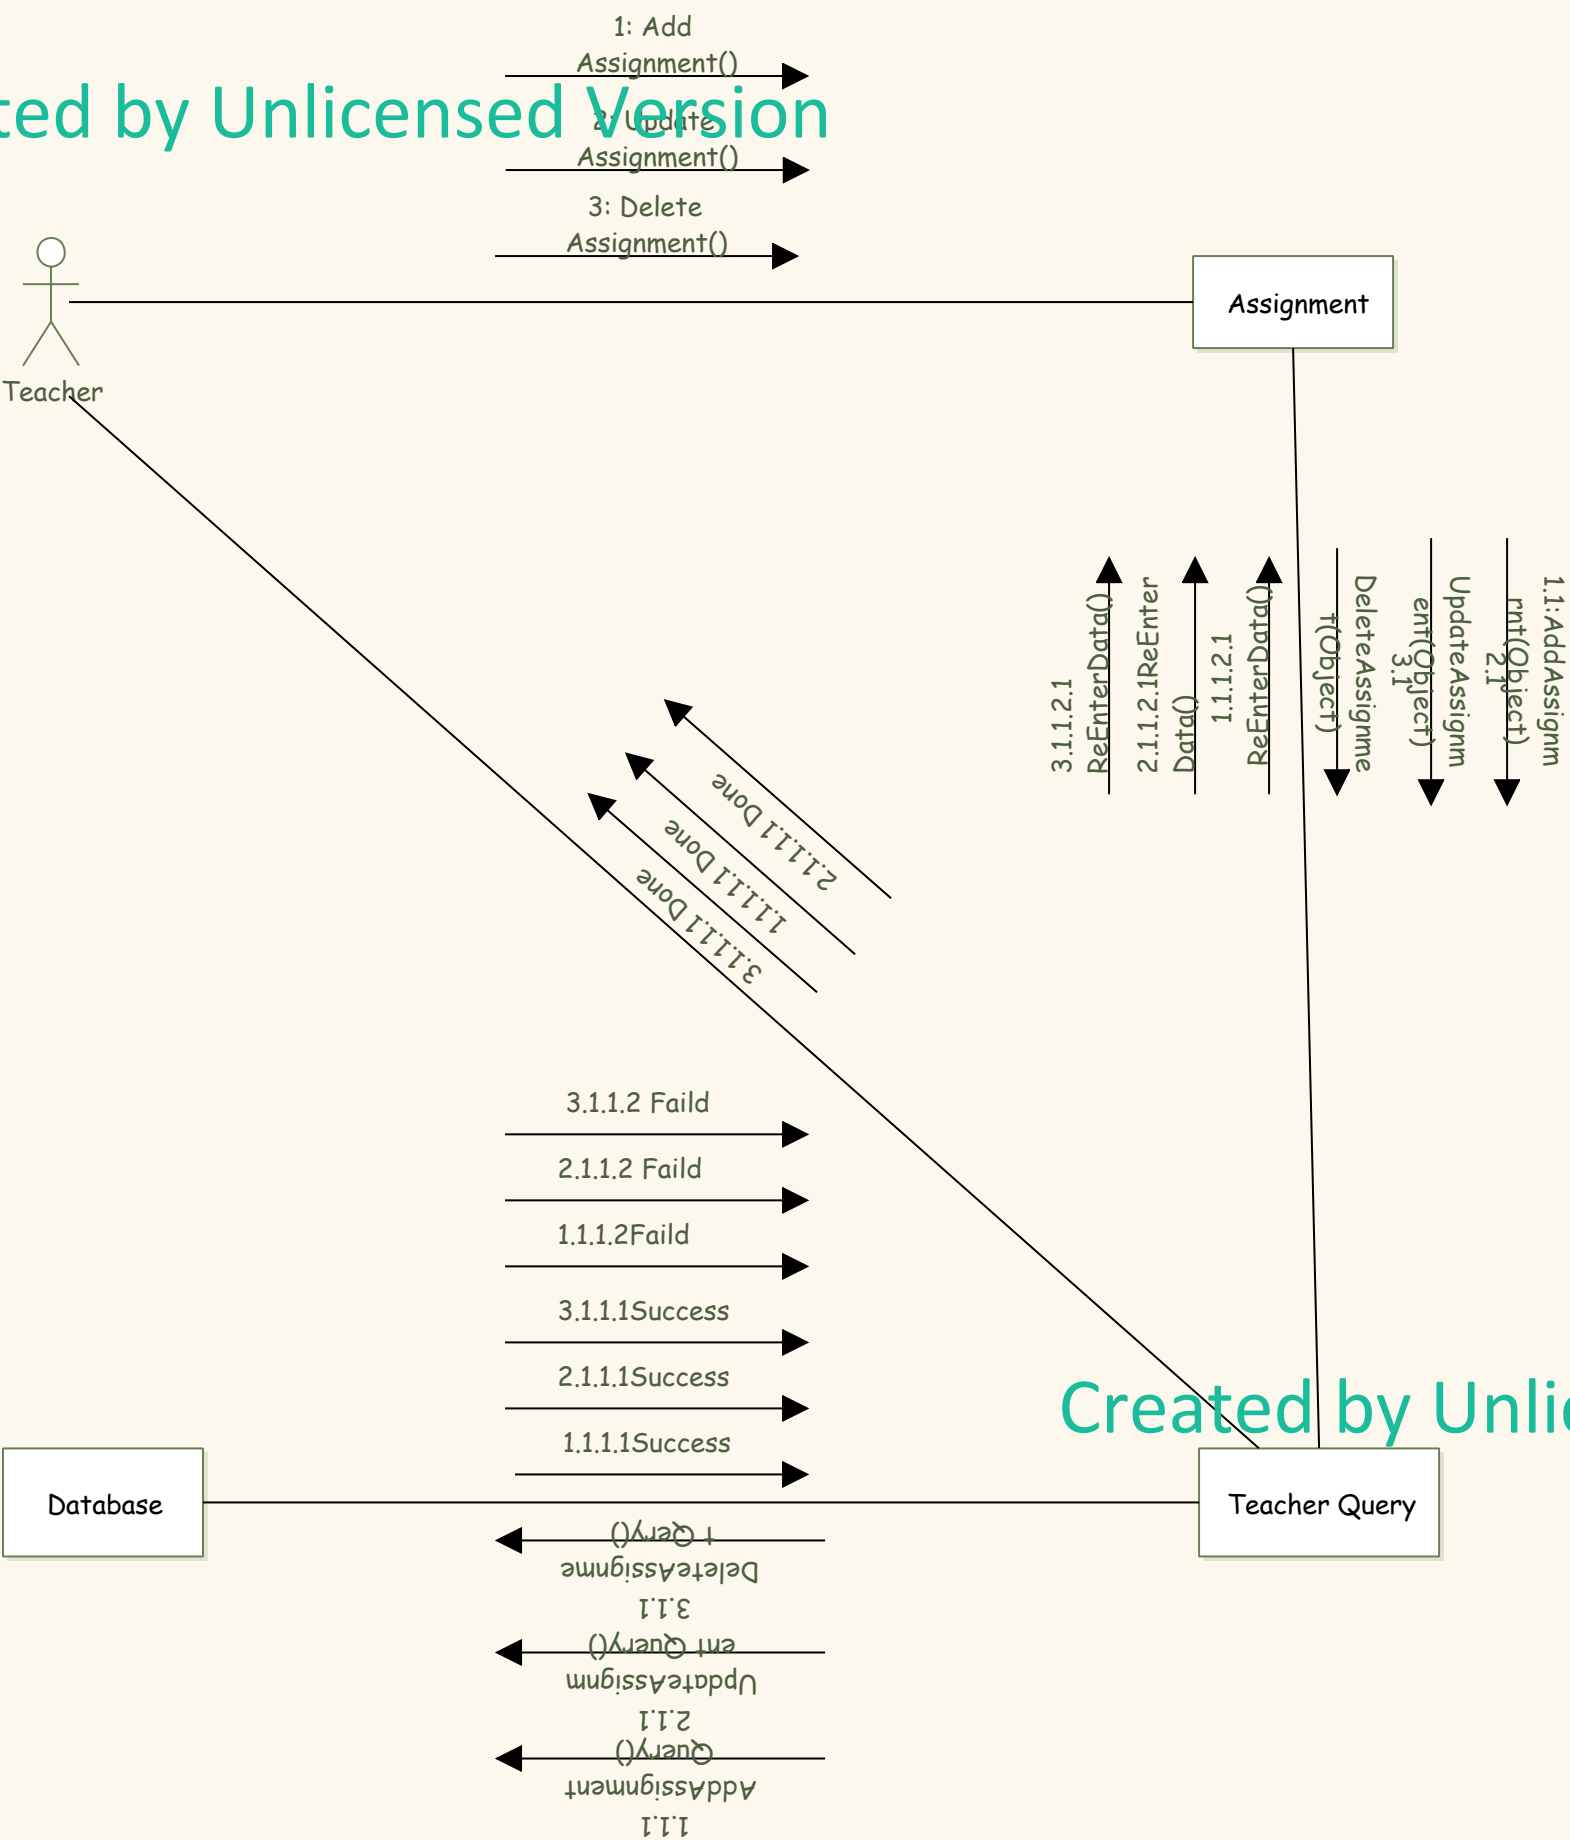 1: Add
Assignment()
ted by Unlicensed Version
2: Update
Assignment()
3: Delete
Assignment()
Assignment
Teacher
3.1.1.2.1
ReEnterData()
2.1.1.2.1ReEnter
Data()
1.1.1.2.1
ReEnterData()
3.1
DeleteAssignme
t(Object)
2.1
UpdateAssignm
ent(Object)
1.1:AddAssignm
rnt(Object)
2.1.1.1.1 Done
1.1.1.1.1 Done
3.1.1.1.1 Done
3.1.1.2 Faild
2.1.1.2 Faild
1.1.1.2Faild
3.1.1.1Success
2.1.1.1Success
1.1.1.1Success
Created by Unlic
Database
Teacher Query
3.1.1
DeleteAssignme
t Qery()
2.1.1
UpdateAssignm
ent Query()
1.1.1
AddAssignment
Query()